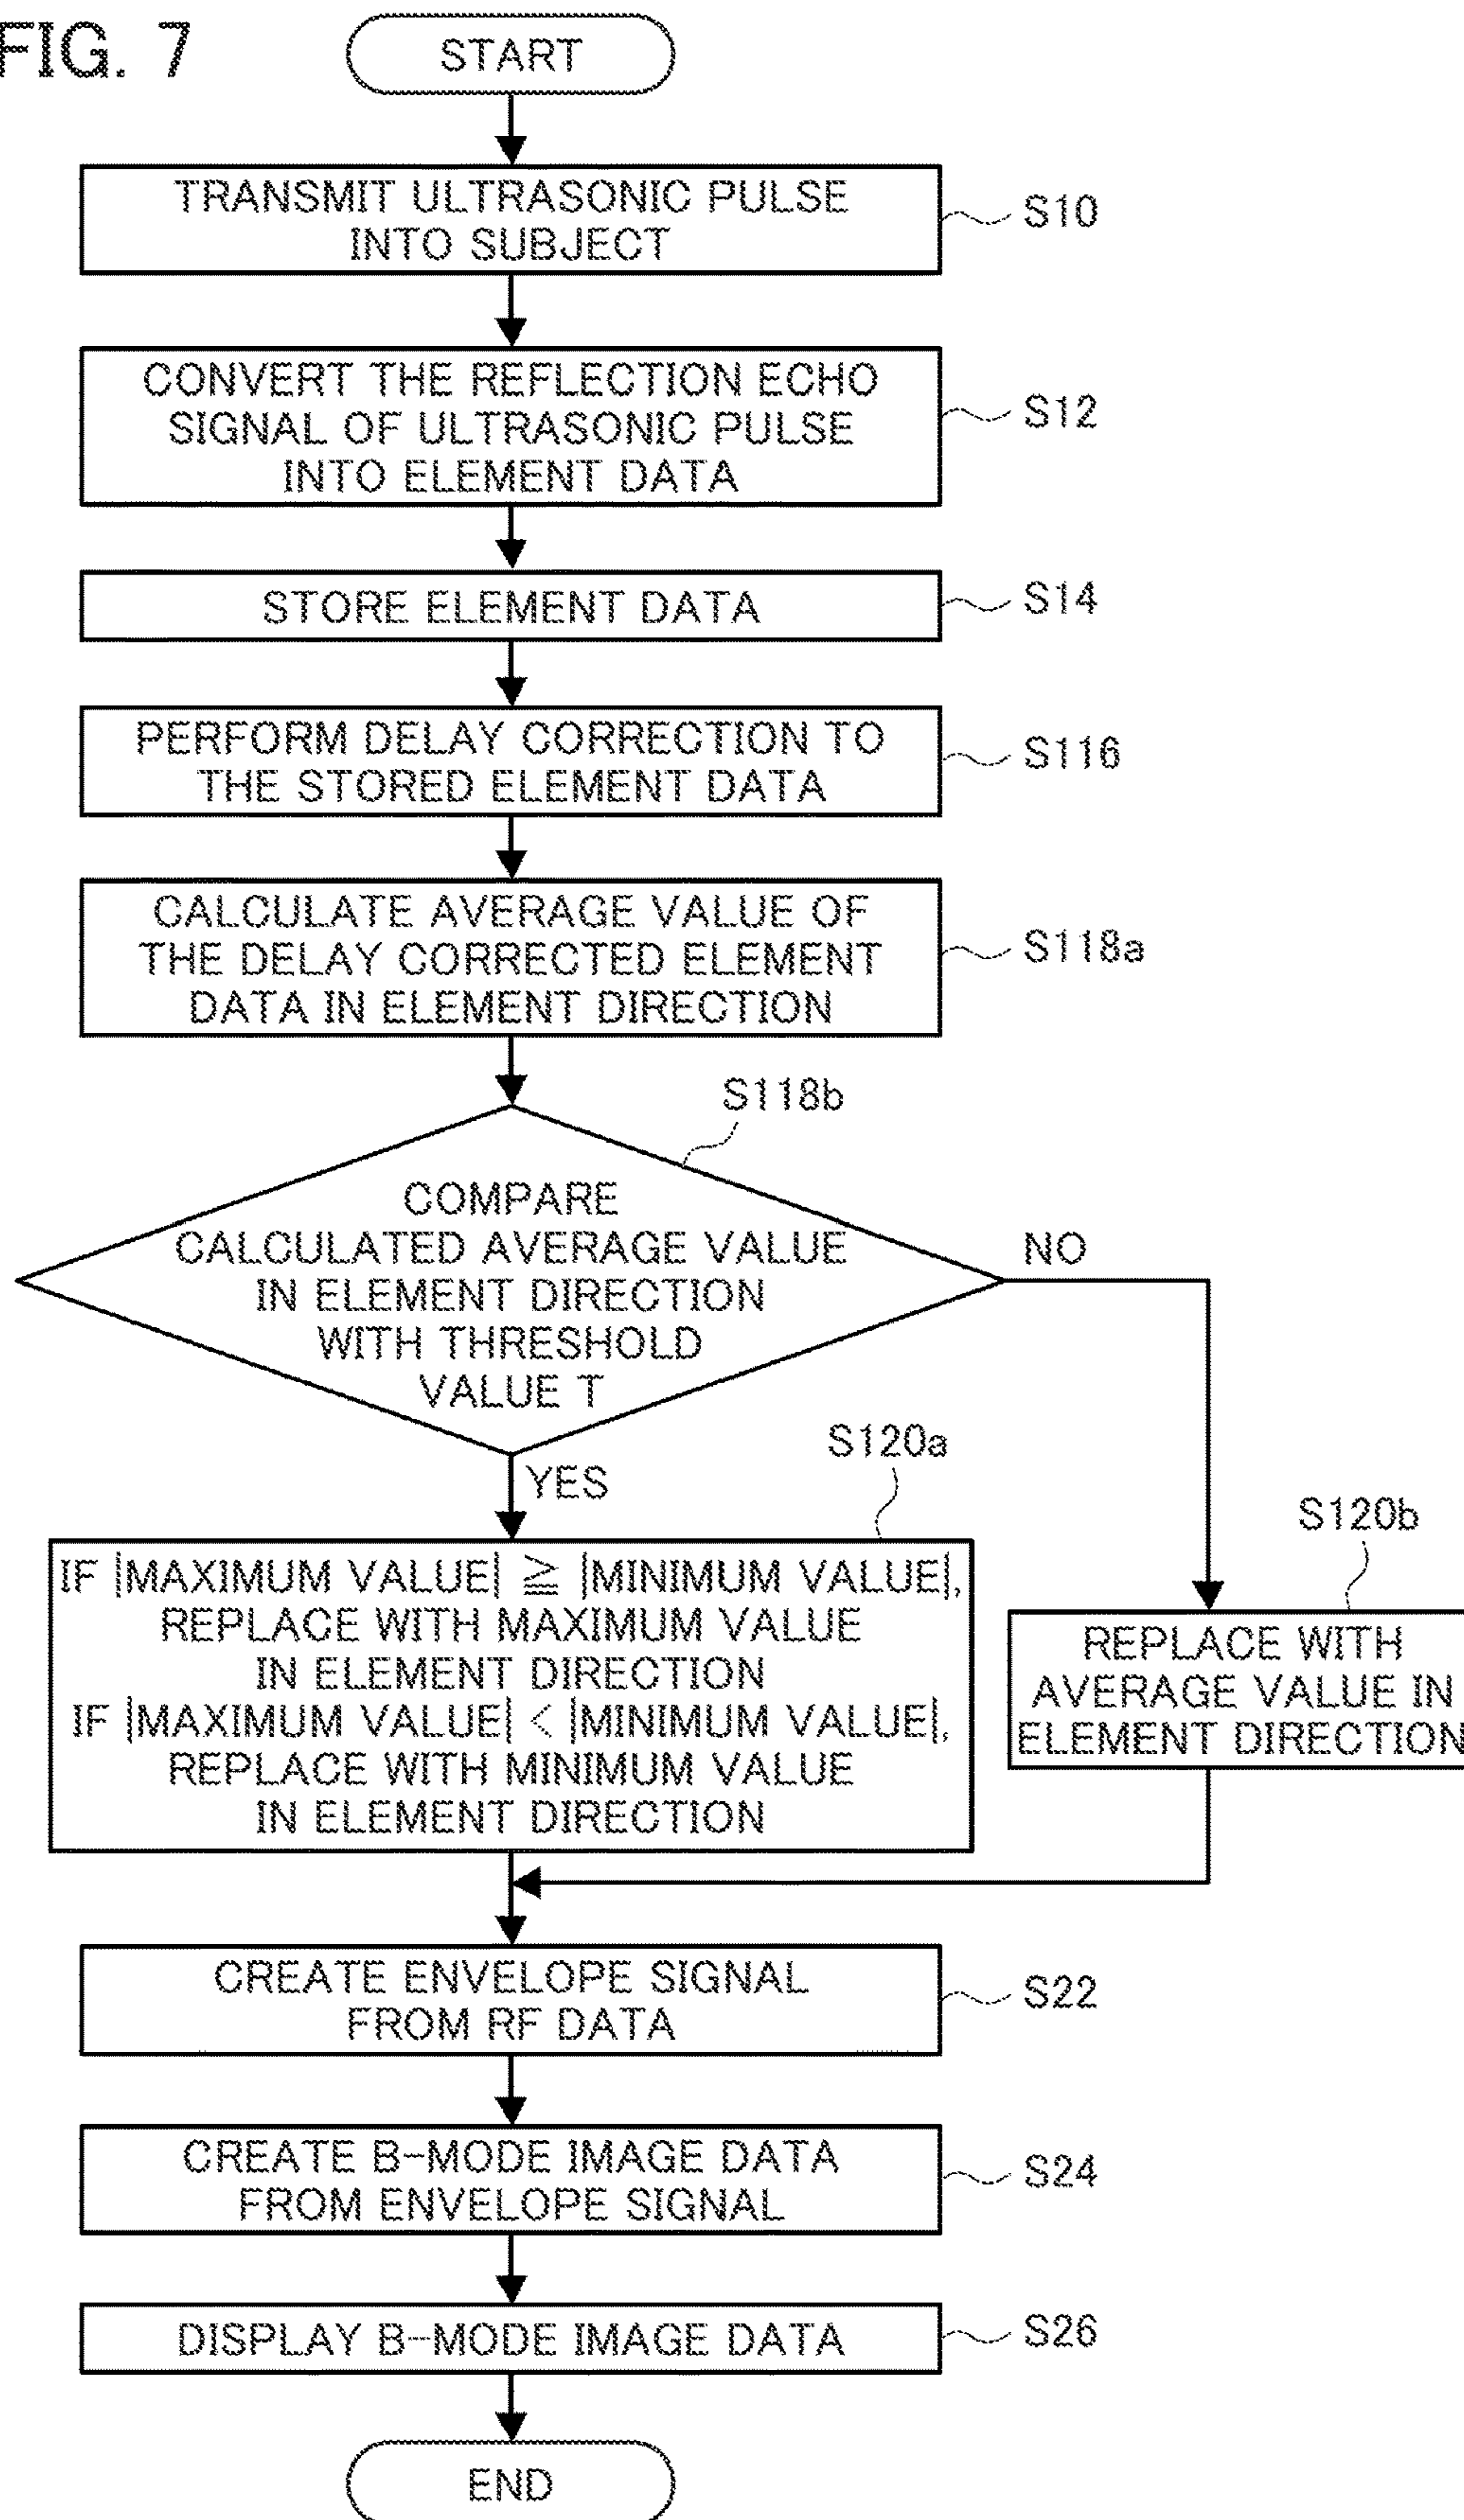 FIG. 7
START
TRANSMIT ULTRASONIC PULSE
INTO SUBJECT
S10
CONVERT THE REFLECTION ECHO
SIGNAL OF ULTRASONIC PULSE
INTO ELEMENT DATA
S12
STORE ELEMENT DATA
S14
PERFORM DELAY CORRECTION TO
THE STORED ELEMENT DATA
S116
CALCULATE AVERAGE VALUE OF
THE DELAY CORRECTED ELEMENT
DATA IN ELEMENT DIRECTION
S118a
S118b
COMPARE
CALCULATED AVERAGE VALUE
IN ELEMENT DIRECTION
WITH THRESHOLD
VALUE T
NO
YES
S120a
IF |MAXIMUM VALUE| ≧ |MINIMUM VALUE|,
REPLACE WITH MAXIMUM VALUE
IN ELEMENT DIRECTION
IF |MAXIMUM VALUE| < |MINIMUM VALUE|,
REPLACE WITH MINIMUM VALUE
IN ELEMENT DIRECTION
S120b
REPLACE WITH
AVERAGE VALUE IN
ELEMENT DIRECTION
CREATE ENVELOPE SIGNAL
FROM RF DATA
S22
CREATE B-MODE IMAGE DATA
FROM ENVELOPE SIGNAL
S24
DISPLAY B-MODE IMAGE DATA
S26
END